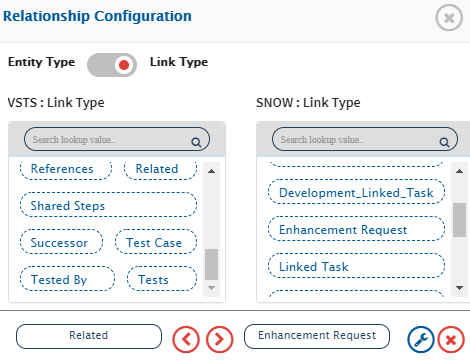 Relationship Configuration
Entity Type Link Type
VSTS : Link Type SNOW : Link Type
Search lookup value.. Search lookup value..
References Related
Shared Steps
Successor Test Case
Tested By Tests
Development_Linked_Task
Enhancement Request
Linked Task
Related Enhancement Request